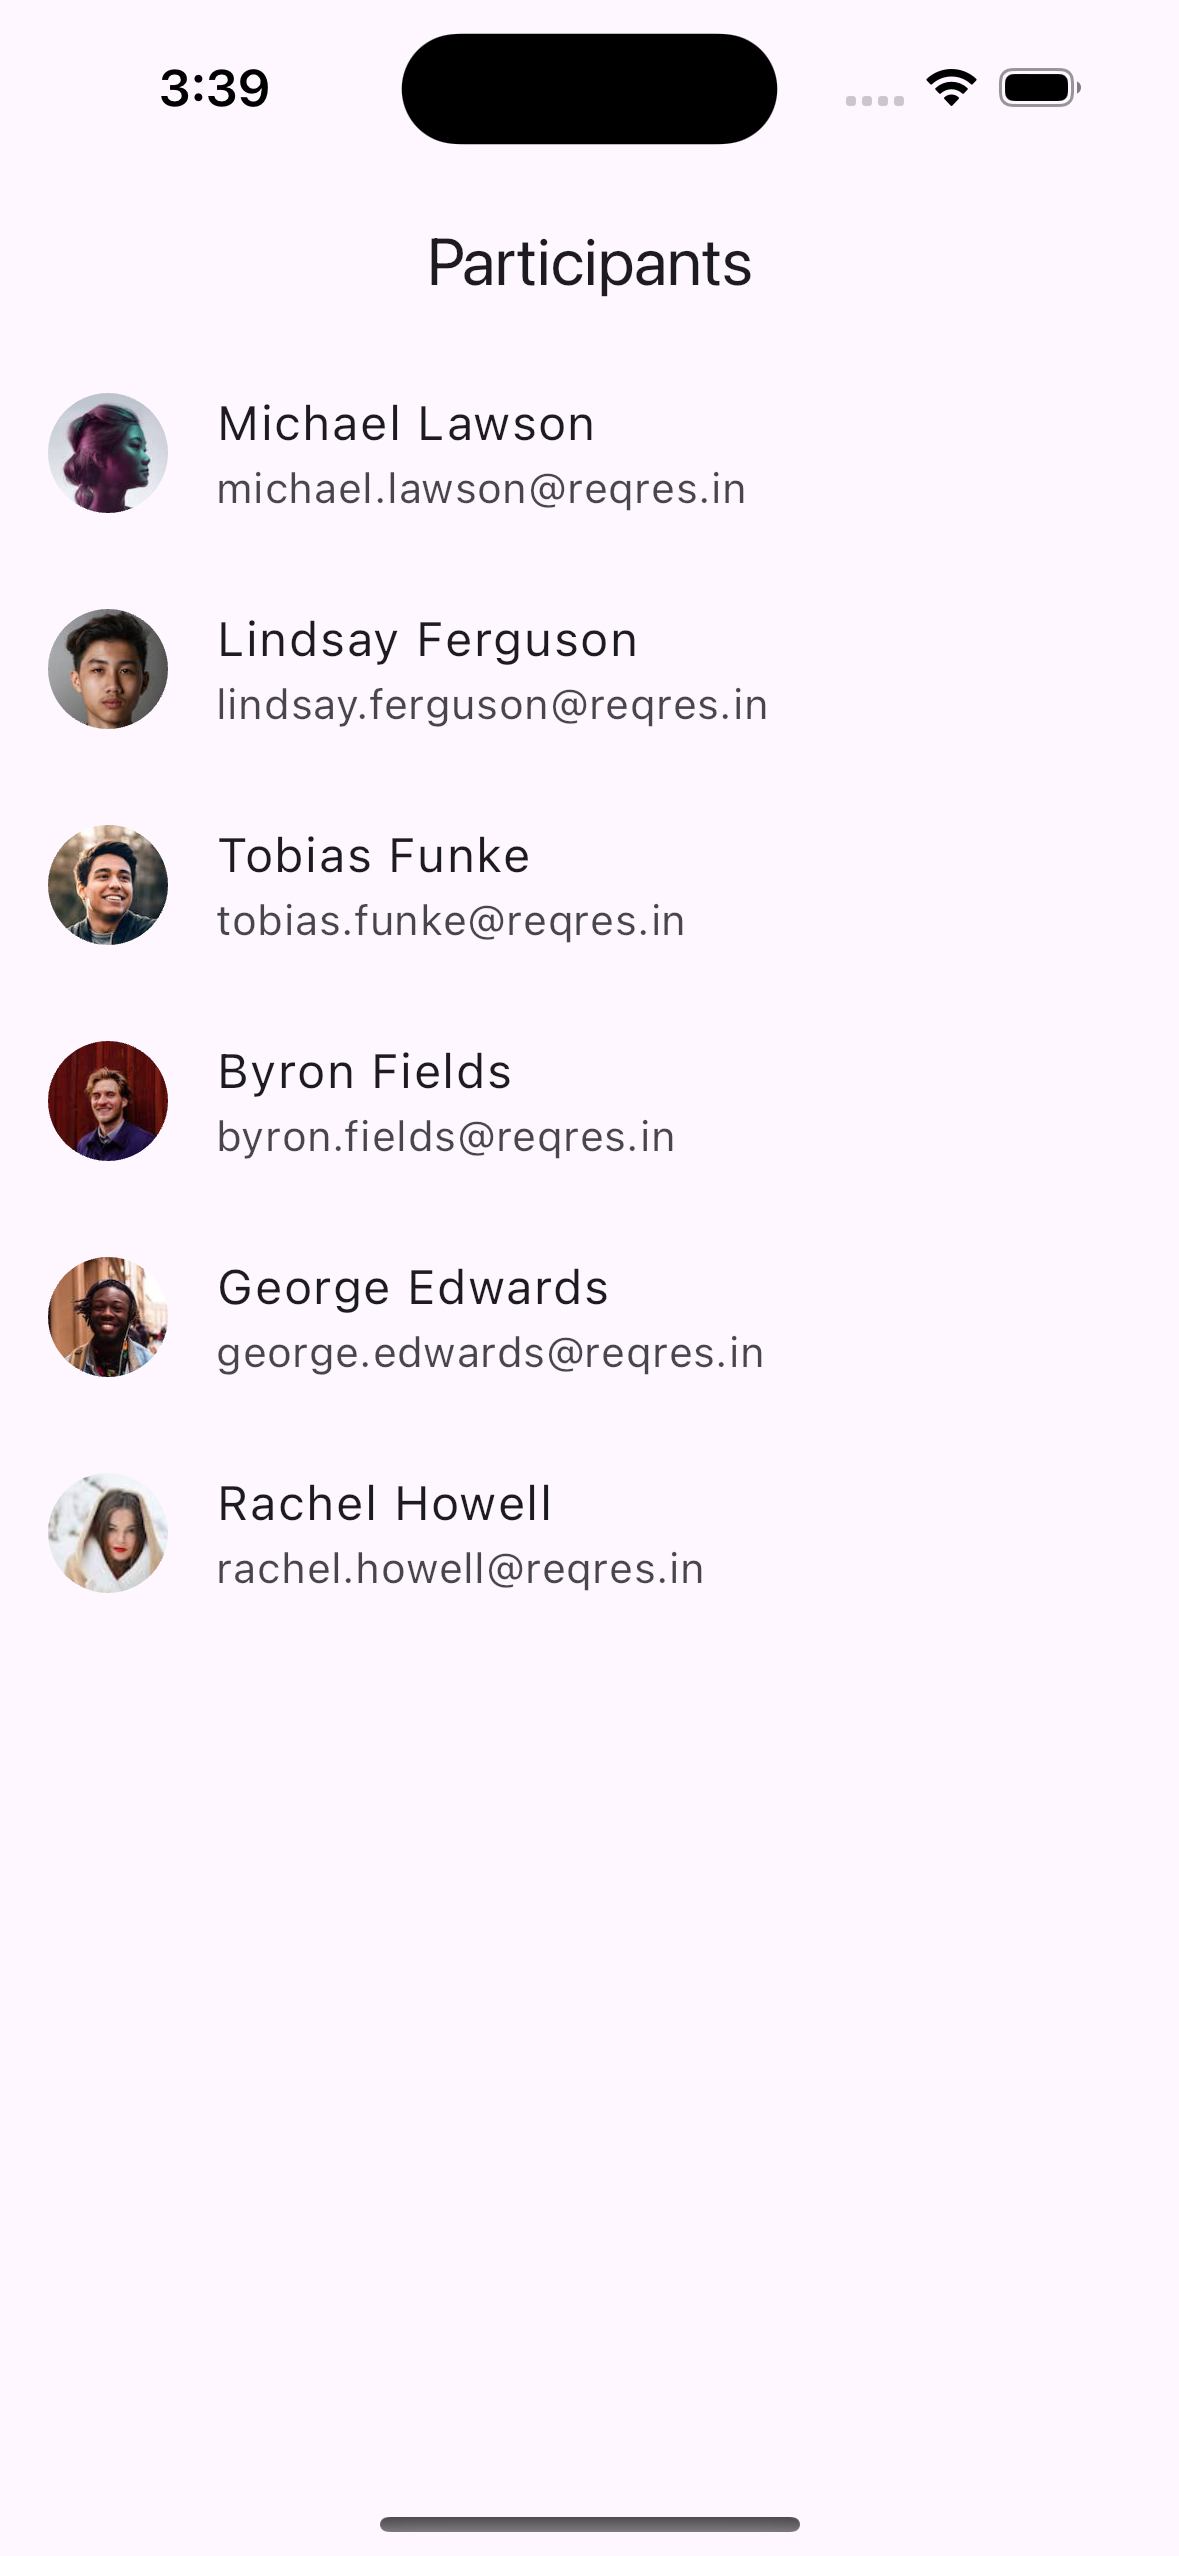 3:39
Participants
Michael Lawson
michael.lawson@reqres.in
Lindsay Ferguson
lindsay.ferguson@reqres.in
Tobias Funke
tobias.funke@reqres.in
Byron Fields
byron.fields@reqres.in
George Edwards
george.edwards@reqres.in
Rachel Howell
rachel.howell@reqres.in